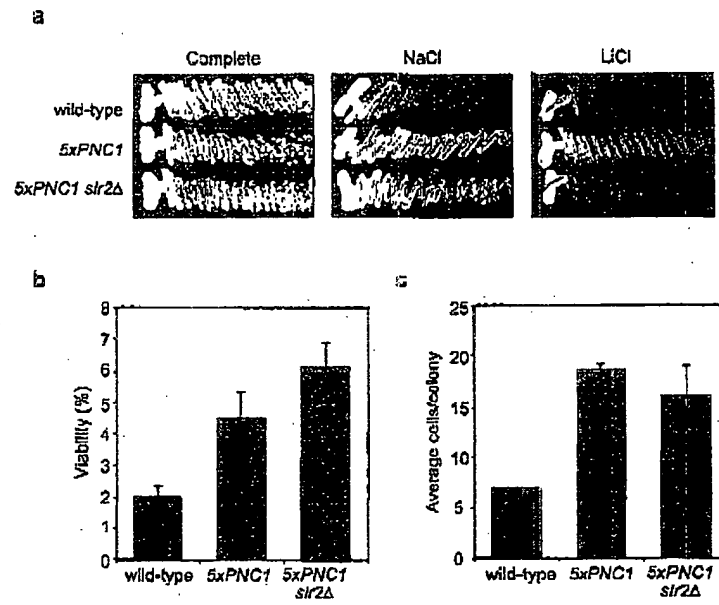 a
Complete
NaCl
LiCl
wild-type
5xPNC1
5xPNC1 sir2Δ
b
8
7
6
5
4
3
2
1
0
Viability (%)
wild-type
5xPNC1
5xPNC1
sir2Δ
c
25
20
15
10
5
0
Average cells/colony
wild-type
5xPNC1
5xPNC1
sir2Δ